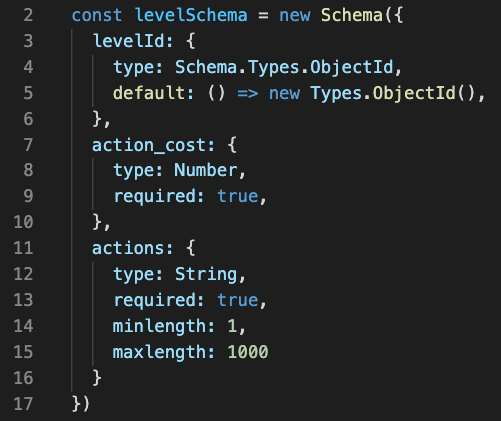 2 const levelSchema = new Schema({
3 levelId: {
4 type: Schema.Types.ObjectId,
5 default: () => new Types.ObjectId(),
6 },
7 action_cost: {
8 type: Number,
9 required: true,
10 },
11 actions: {
12 type: String,
13 required: true,
14 minlength: 1,
15 maxlength: 1000
16 }
17 })